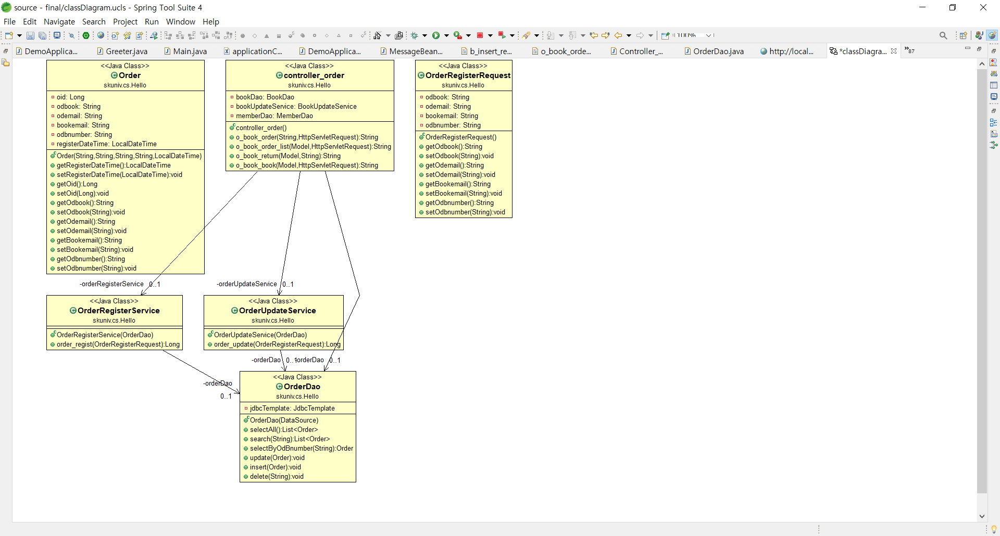 source - final/classDiagram.ucls - Spring Tool Suite 4
File Edit Navigate Search Project Run Window Help
100%
DemoApplica... Greeter.java Main.java applicationC... DemoApplica... MessageBean... b_insert_re... o_book_orde... Controller_... OrderDao.java http://local... *classDiagra... »87
<<Java Class>>
Order
skuniv.cs.Hello
oid: Long
odbook: String
odemail: String
bookemail: String
odbnumber: String
registerDateTime: LocalDateTime
Order(String,String,String,String,LocalDateTime)
getRegisterDateTime():LocalDateTime
setRegisterDateTime(LocalDateTime):void
getOid():Long
setOid(Long):void
getOdbook():String
setOdbook(String):void
getOdemail():String
setOdemail(String):void
getBookemail():String
setBookemail(String):void
getOdbnumber():String
setOdbnumber(String):void
<<Java Class>>
controller_order
skuniv.cs.Hello
bookDao: BookDao
bookUpdateService: BookUpdateService
memberDao: MemberDao
controller_order()
o_book_order(String,HttpServletRequest):String
o_book_order_list(Model,HttpServletRequest):String
o_book_return(Model,String):String
o_book_book(Model,HttpServletRequest):String
<<Java Class>>
OrderRegisterRequest
skuniv.cs.Hello
odbook: String
odemail: String
bookemail: String
odbnumber: String
OrderRegisterRequest()
getOdbook():String
setOdbook(String):void
getOdemail():String
setOdemail(String):void
getBookemail():String
setBookemail(String):void
getOdbnumber():String
setOdbnumber(String):void
-orderRegisterService 0..1
-orderUpdateService 0..1
<<Java Class>>
OrderRegisterService
skuniv.cs.Hello
OrderRegisterService(OrderDao)
order_regist(OrderRegisterRequest):Long
<<Java Class>>
OrderUpdateService
skuniv.cs.Hello
OrderUpdateService(OrderDao)
order_update(OrderRegisterRequest):Long
-orderDao 0..1
-orderDao 0..1
-orderDao
0..1
<<Java Class>>
OrderDao
skuniv.cs.Hello
jdbcTemplate: JdbcTemplate
OrderDao(DataSource)
selectAll():List<Order>
search(String):List<Order>
selectByOdBnumber(String):Order
update(Order):void
insert(Order):void
delete(String):void